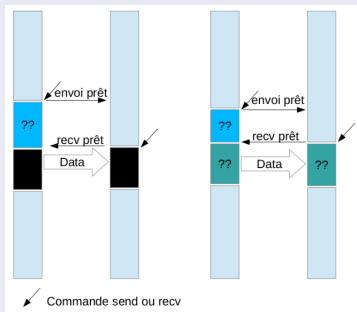 envoi prêt
??
recv prêt
Data
envoi prêt
??
recv prêt
??
Data
??
Commande send ou recv